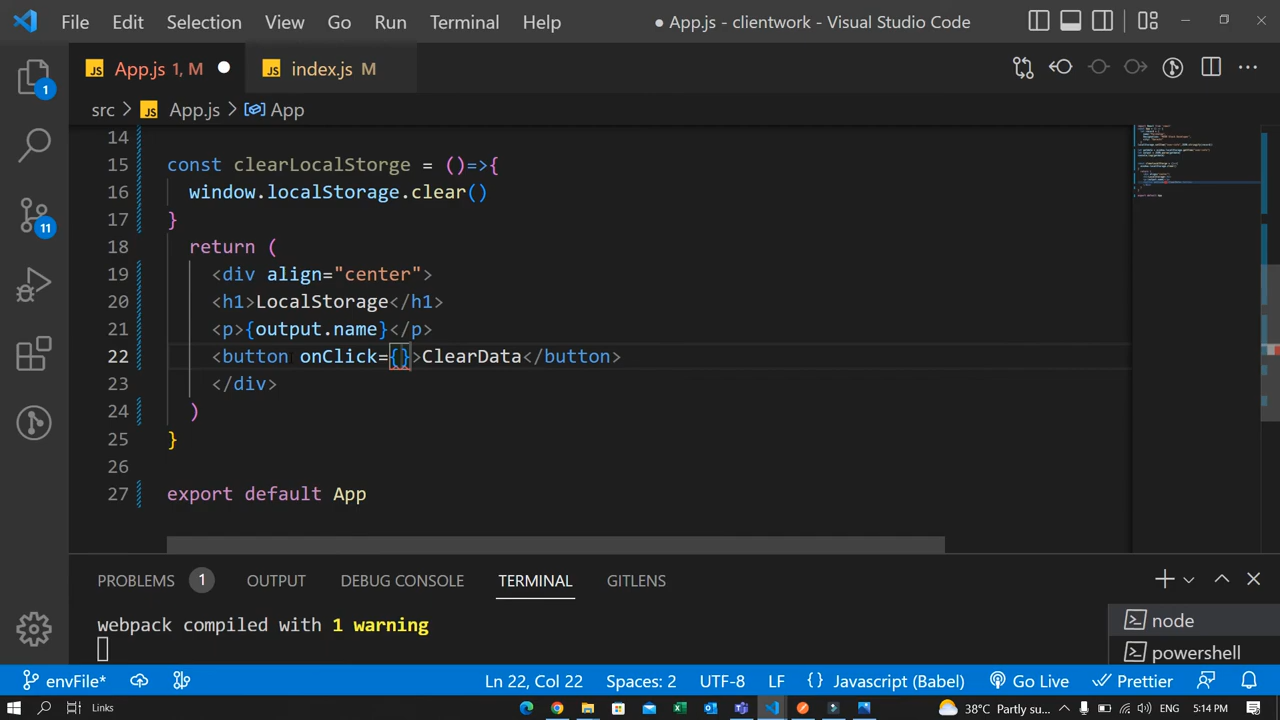 File Edit Selection View Go Run Terminal Help ● App.js - clientwork - Visual Studio Code
JS App.js 1, M JS index.js M
1
src > JS App.js > App
14
15 const clearLocalStorge = ()=>{
16 window.localStorage.clear()
17 }
18 return (
19 <div align="center">
20 <h1>LocalStorage</h1>
21 <p>{output.name}</p>
22 <button onClick={}>ClearData</button>
23 </div>
24 )
25 }
26
27 export default App
11
PROBLEMS 1 OUTPUT DEBUG CONSOLE TERMINAL GITLENS
webpack compiled with 1 warning
node
powershell
envFile* Ln 22, Col 22 Spaces: 2 UTF-8 LF {} Javascript (Babel) Go Live Prettier
Links 38°C Partly su... ENG 5:14 PM